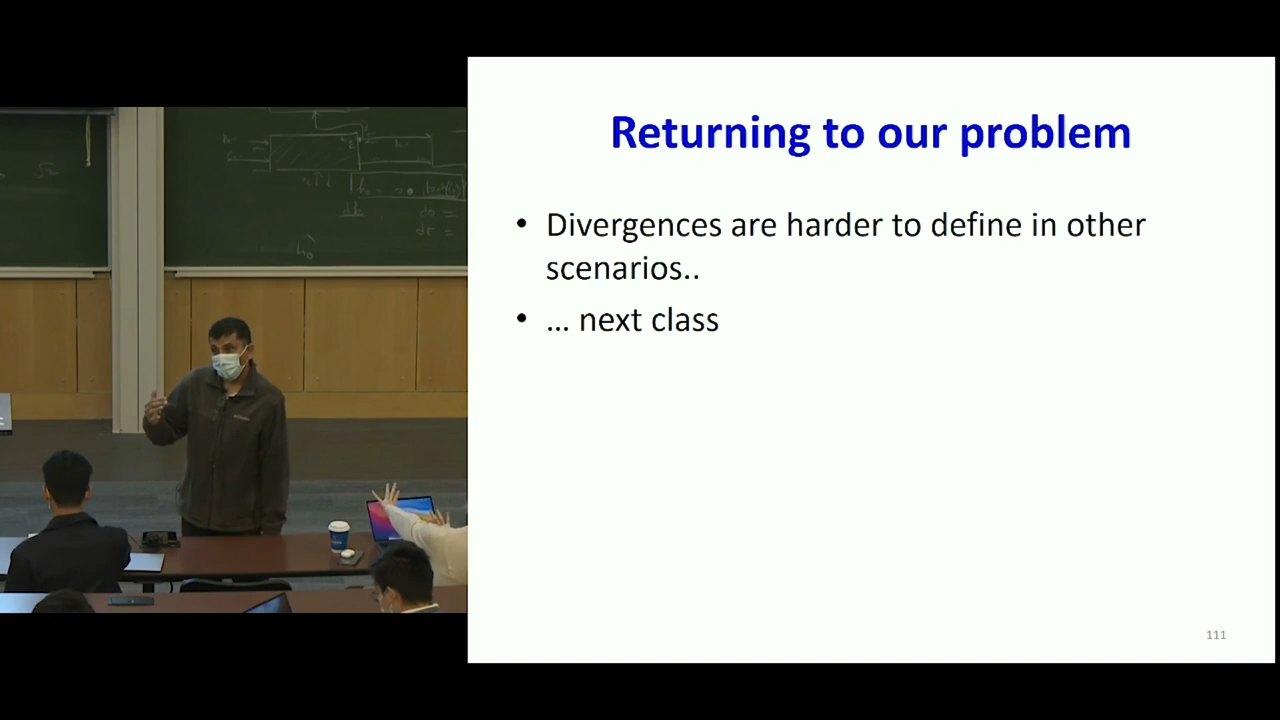 Returning to our problem
• Divergences are harder to define in other
scenarios..
• ... next class
111